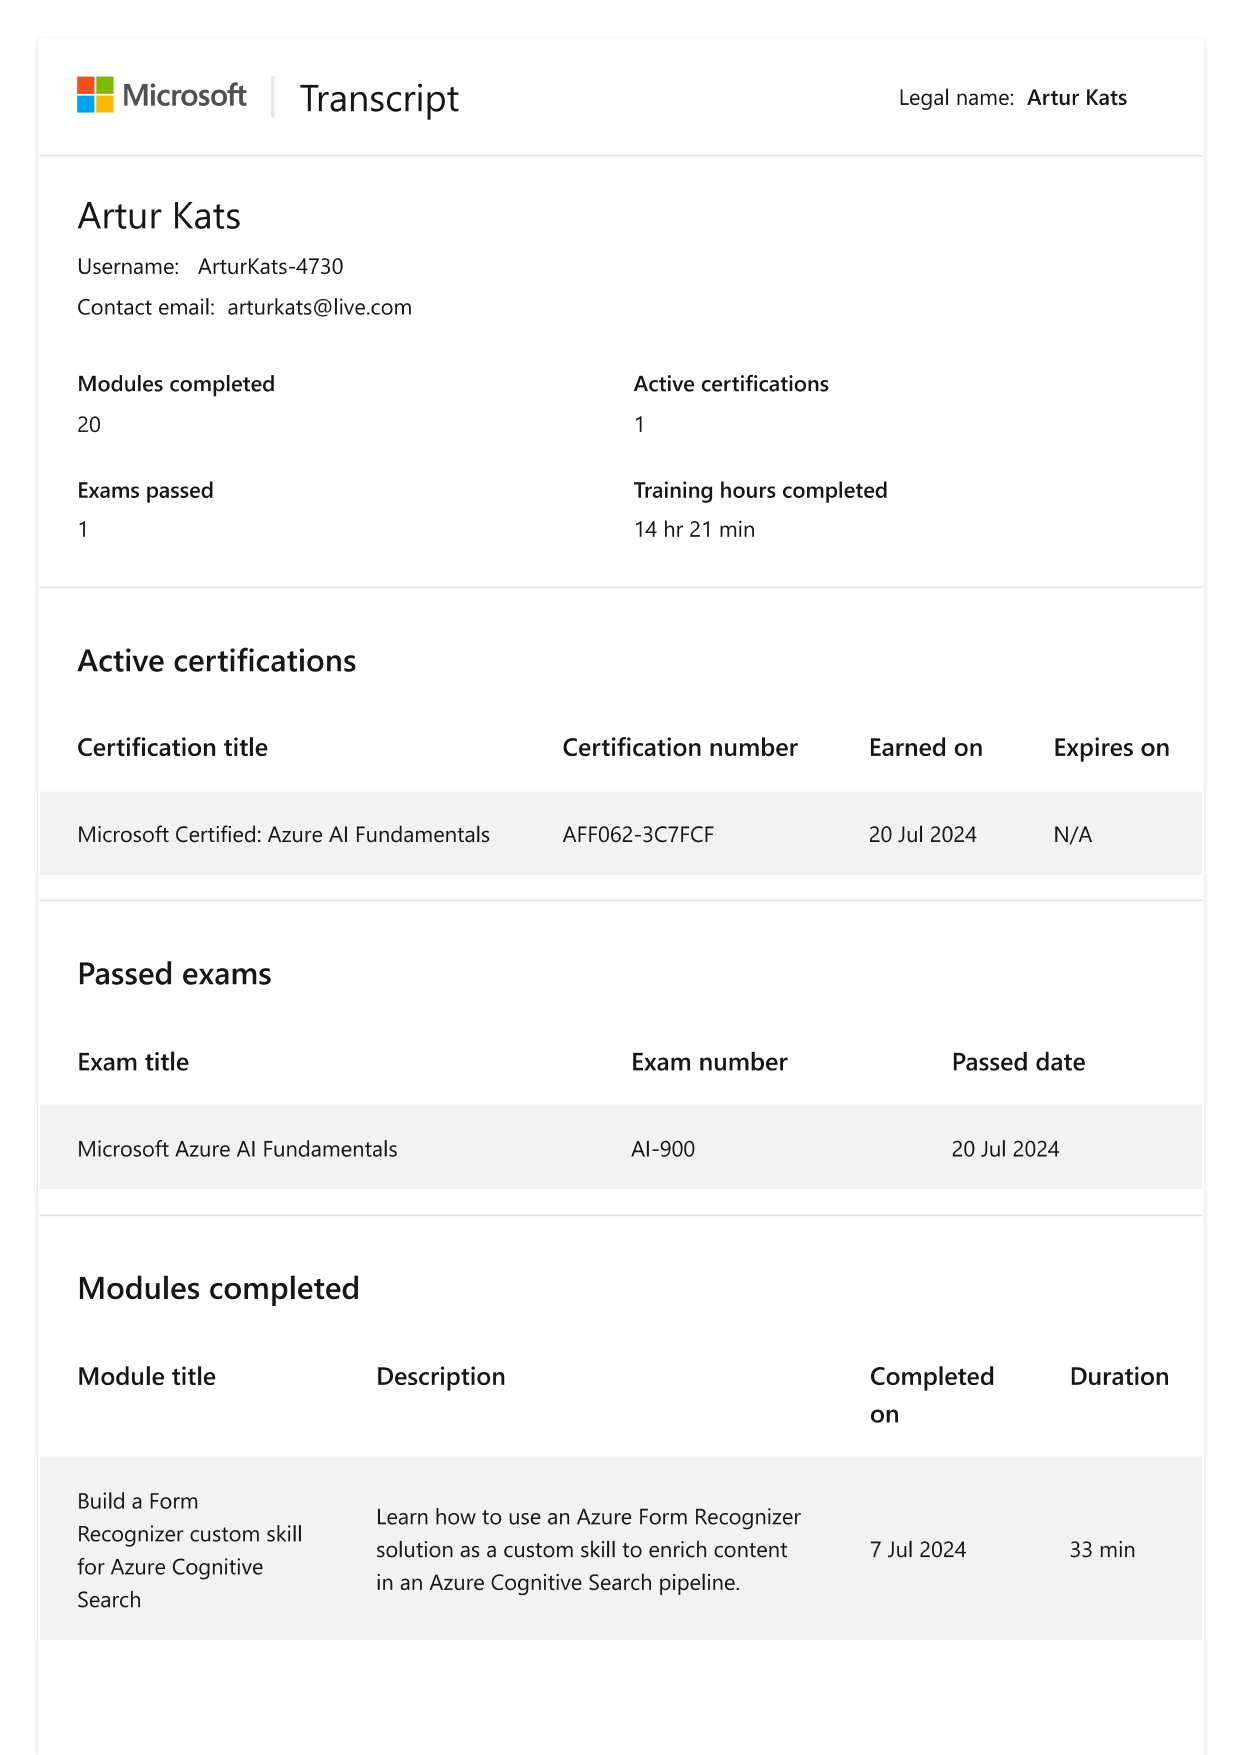 Microsoft Transcript Legal name: Artur Kats
Artur Kats
Username: ArturKats-4730
Contact email: arturkats@live.com
Modules completed Active certifications
20 1
Exams passed Training hours completed
1 14 hr 21 min
Active certifications
Certification title Certification number Earned on Expires on
Microsoft Certified: Azure AI Fundamentals AFF062-3C7FCF 20 Jul 2024 N/A
Passed exams
Exam title Exam number Passed date
Microsoft Azure AI Fundamentals AI-900 20 Jul 2024
Modules completed
Module title Description Completed on Duration
Build a Form
Recognizer custom skill
for Azure Cognitive
Search
Learn how to use an Azure Form Recognizer
solution as a custom skill to enrich content
in an Azure Cognitive Search pipeline.
7 Jul 2024 33 min